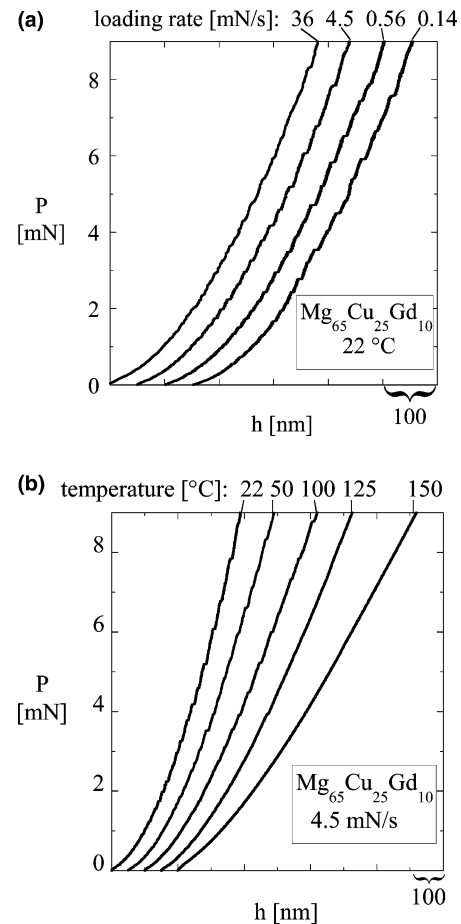 (a)
loading rate [mN/s]: 36 4.5 0.56 0.14
8
6
P
[mN]
4
2
Mg65Cu25Gd10
22 °C
0
h [nm]
100
(b)
temperature [°C]: 22 50 100 125 150
8
6
P
[mN]
4
2
Mg65Cu25Gd10
4.5 mN/s
0
h [nm]
100